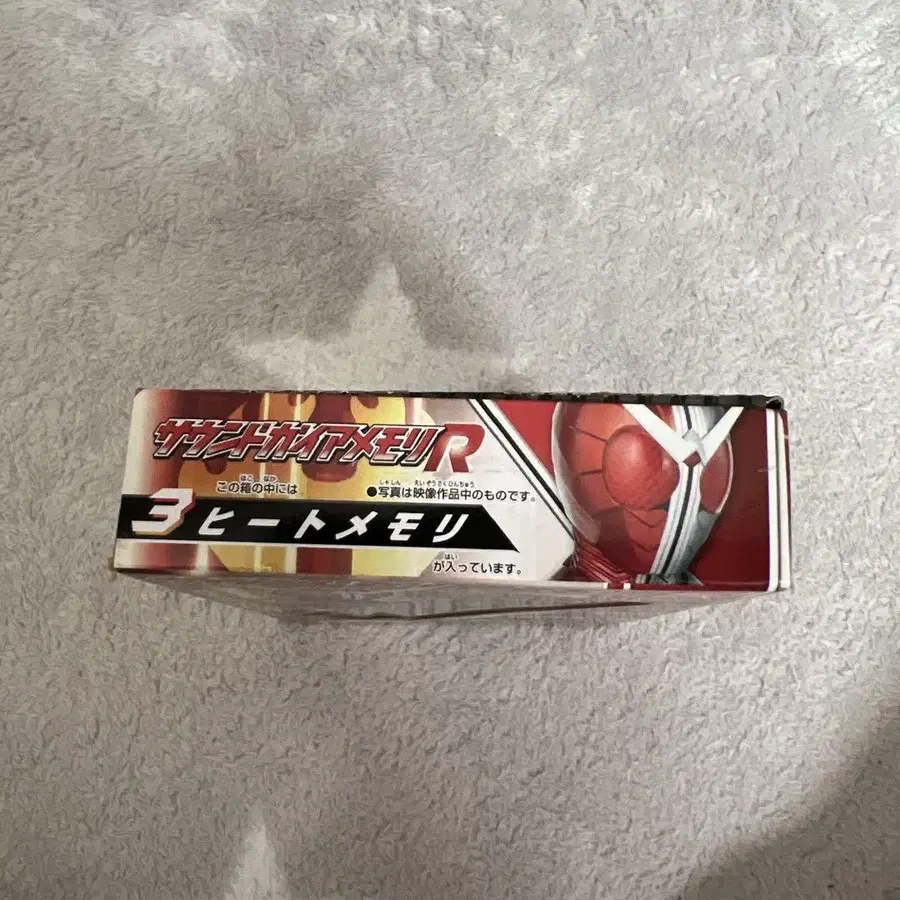 サウンドガイアメモリR
この箱の中には
●写真は映像作品中のものです。
3 ヒートメモリ
が入っています。